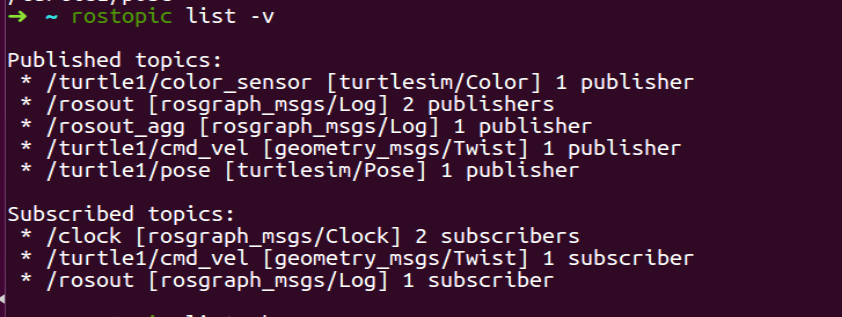 ➜ ~ rostopic list -v
Published topics:
* /turtle1/color_sensor [turtlesim/Color] 1 publisher
* /rosout [rosgraph_msgs/Log] 2 publishers
* /rosout_agg [rosgraph_msgs/Log] 1 publisher
* /turtle1/cmd_vel [geometry_msgs/Twist] 1 publisher
* /turtle1/pose [turtlesim/Pose] 1 publisher
Subscribed topics:
* /clock [rosgraph_msgs/Clock] 2 subscribers
* /turtle1/cmd_vel [geometry_msgs/Twist] 1 subscriber
* /rosout [rosgraph_msgs/Log] 1 subscriber